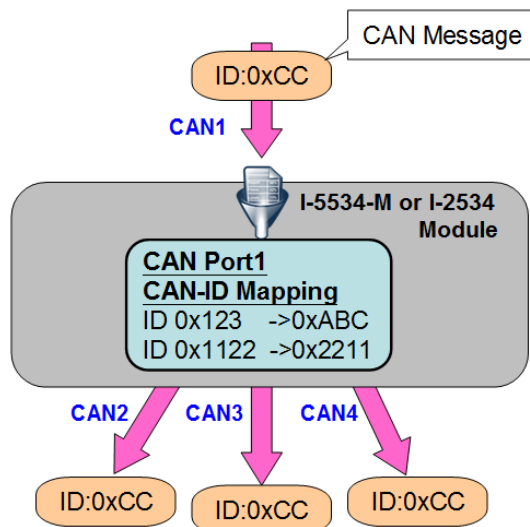 CAN Message
ID:0xCC
CAN1
I-5534-M or I-2534
Module
CAN Port1
CAN-ID Mapping
ID 0x123 ->0xABC
ID 0x1122 ->0x2211
CAN2
CAN3
CAN4
ID:0xCC
ID:0xCC
ID:0xCC